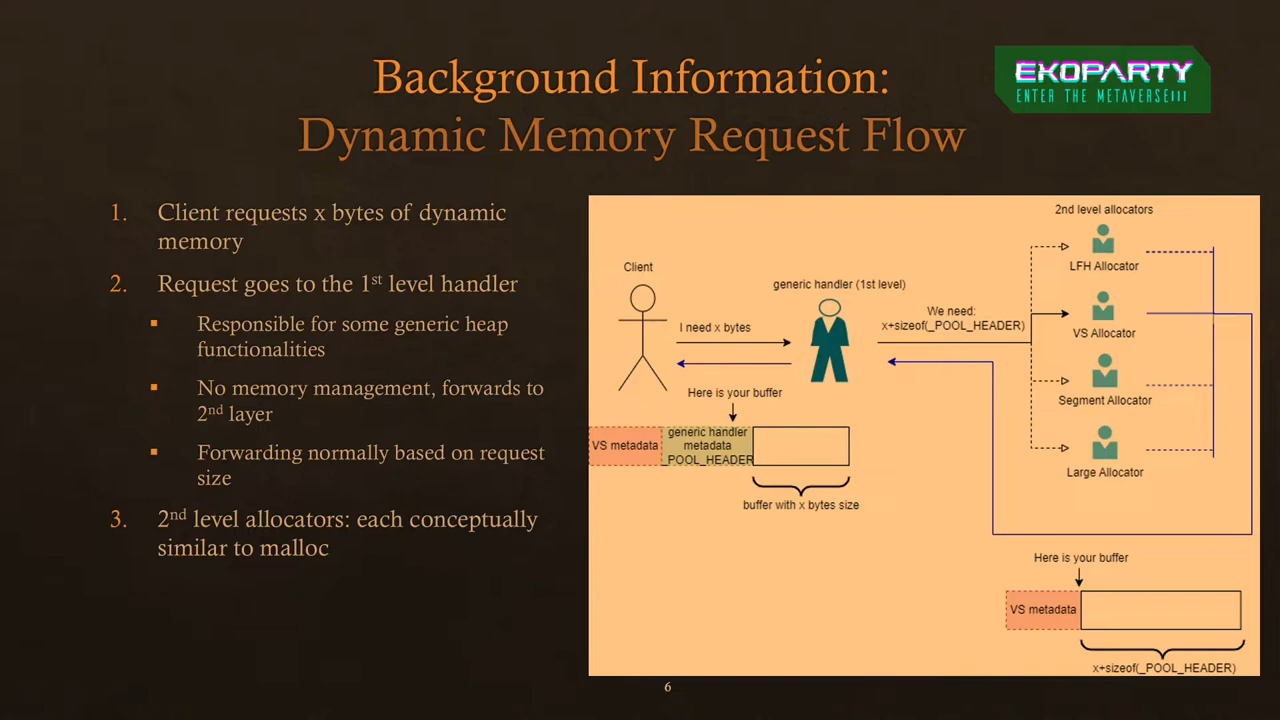 Background Information:
Dynamic Memory Request Flow
EKOPARTY
ENTER THE METAVERSE
1. Client requests x bytes of dynamic
memory
2. Request goes to the 1st level handler
▪ Responsible for some generic heap
functionalities
▪ No memory management, forwards to
2nd layer
▪ Forwarding normally based on request
size
3. 2nd level allocators: each conceptually
similar to malloc
2nd level allocators
LFH Allocator
Client
generic handler (1st level)
We need:
x+sizeof(_POOL_HEADER)
I need x bytes
VS Allocator
Segment Allocator
Large Allocator
Here is your buffer
VS metadata
generic handler
metadata
_POOL_HEADER
buffer with x bytes size
Here is your buffer
VS metadata
x+sizeof(_POOL_HEADER)
6